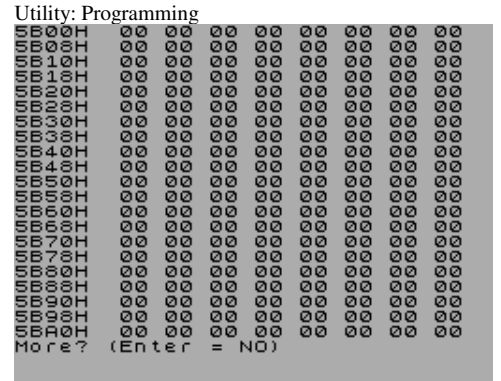 Utility: Programming
5B00H 00 00 00 00 00 00 00 00
5B08H 00 00 00 00 00 00 00 00
5B10H 00 00 00 00 00 00 00 00
5B18H 00 00 00 00 00 00 00 00
5B20H 00 00 00 00 00 00 00 00
5B28H 00 00 00 00 00 00 00 00
5B30H 00 00 00 00 00 00 00 00
5B38H 00 00 00 00 00 00 00 00
5B40H 00 00 00 00 00 00 00 00
5B48H 00 00 00 00 00 00 00 00
5B50H 00 00 00 00 00 00 00 00
5B58H 00 00 00 00 00 00 00 00
5B60H 00 00 00 00 00 00 00 00
5B68H 00 00 00 00 00 00 00 00
5B70H 00 00 00 00 00 00 00 00
5B78H 00 00 00 00 00 00 00 00
5B80H 00 00 00 00 00 00 00 00
5B88H 00 00 00 00 00 00 00 00
5B90H 00 00 00 00 00 00 00 00
5B98H 00 00 00 00 00 00 00 00
5BA0H 00 00 00 00 00 00 00 00
More? (Enter = NO)